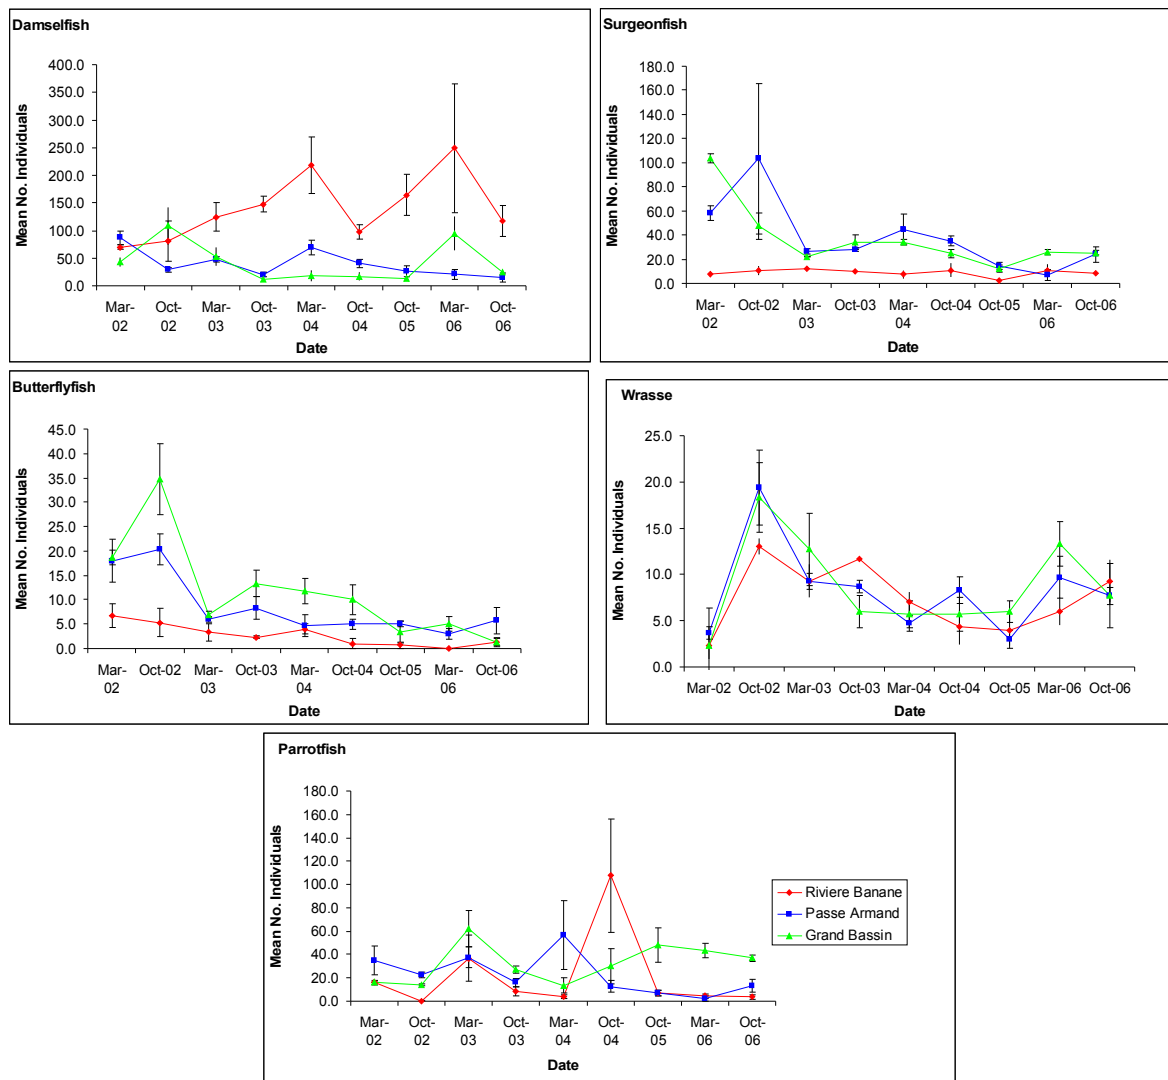 Damselfish
Mean No. Individuals
400.0
350.0
300.0
250.0
200.0
150.0
100.0
50.0
0.0
Mar-02 Oct-02 Mar-03 Oct-03 Mar-04 Oct-04 Oct-05 Mar-06 Oct-06
Date
Surgeonfish
Mean No. Individuals
180.0
160.0
140.0
120.0
100.0
80.0
60.0
40.0
20.0
0.0
Mar-02 Oct-02 Mar-03 Oct-03 Mar-04 Oct-04 Oct-05 Mar-06 Oct-06
Date
Butterflyfish
Mean No. Individuals
45.0
40.0
35.0
30.0
25.0
20.0
15.0
10.0
5.0
0.0
Mar-02 Oct-02 Mar-03 Oct-03 Mar-04 Oct-04 Oct-05 Mar-06 Oct-06
Date
Wrasse
Mean No. Individuals
25.0
20.0
15.0
10.0
5.0
0.0
Mar-02 Oct-02 Mar-03 Oct-03 Mar-04 Oct-04 Oct-05 Mar-06 Oct-06
Date
Parrotfish
Mean No. Individuals
180.0
160.0
140.0
120.0
100.0
80.0
60.0
40.0
20.0
0.0
Mar-02 Oct-02 Mar-03 Oct-03 Mar-04 Oct-04 Oct-05 Mar-06 Oct-06
Date
Riviere Banane
Passe Armand
Grand Bassin